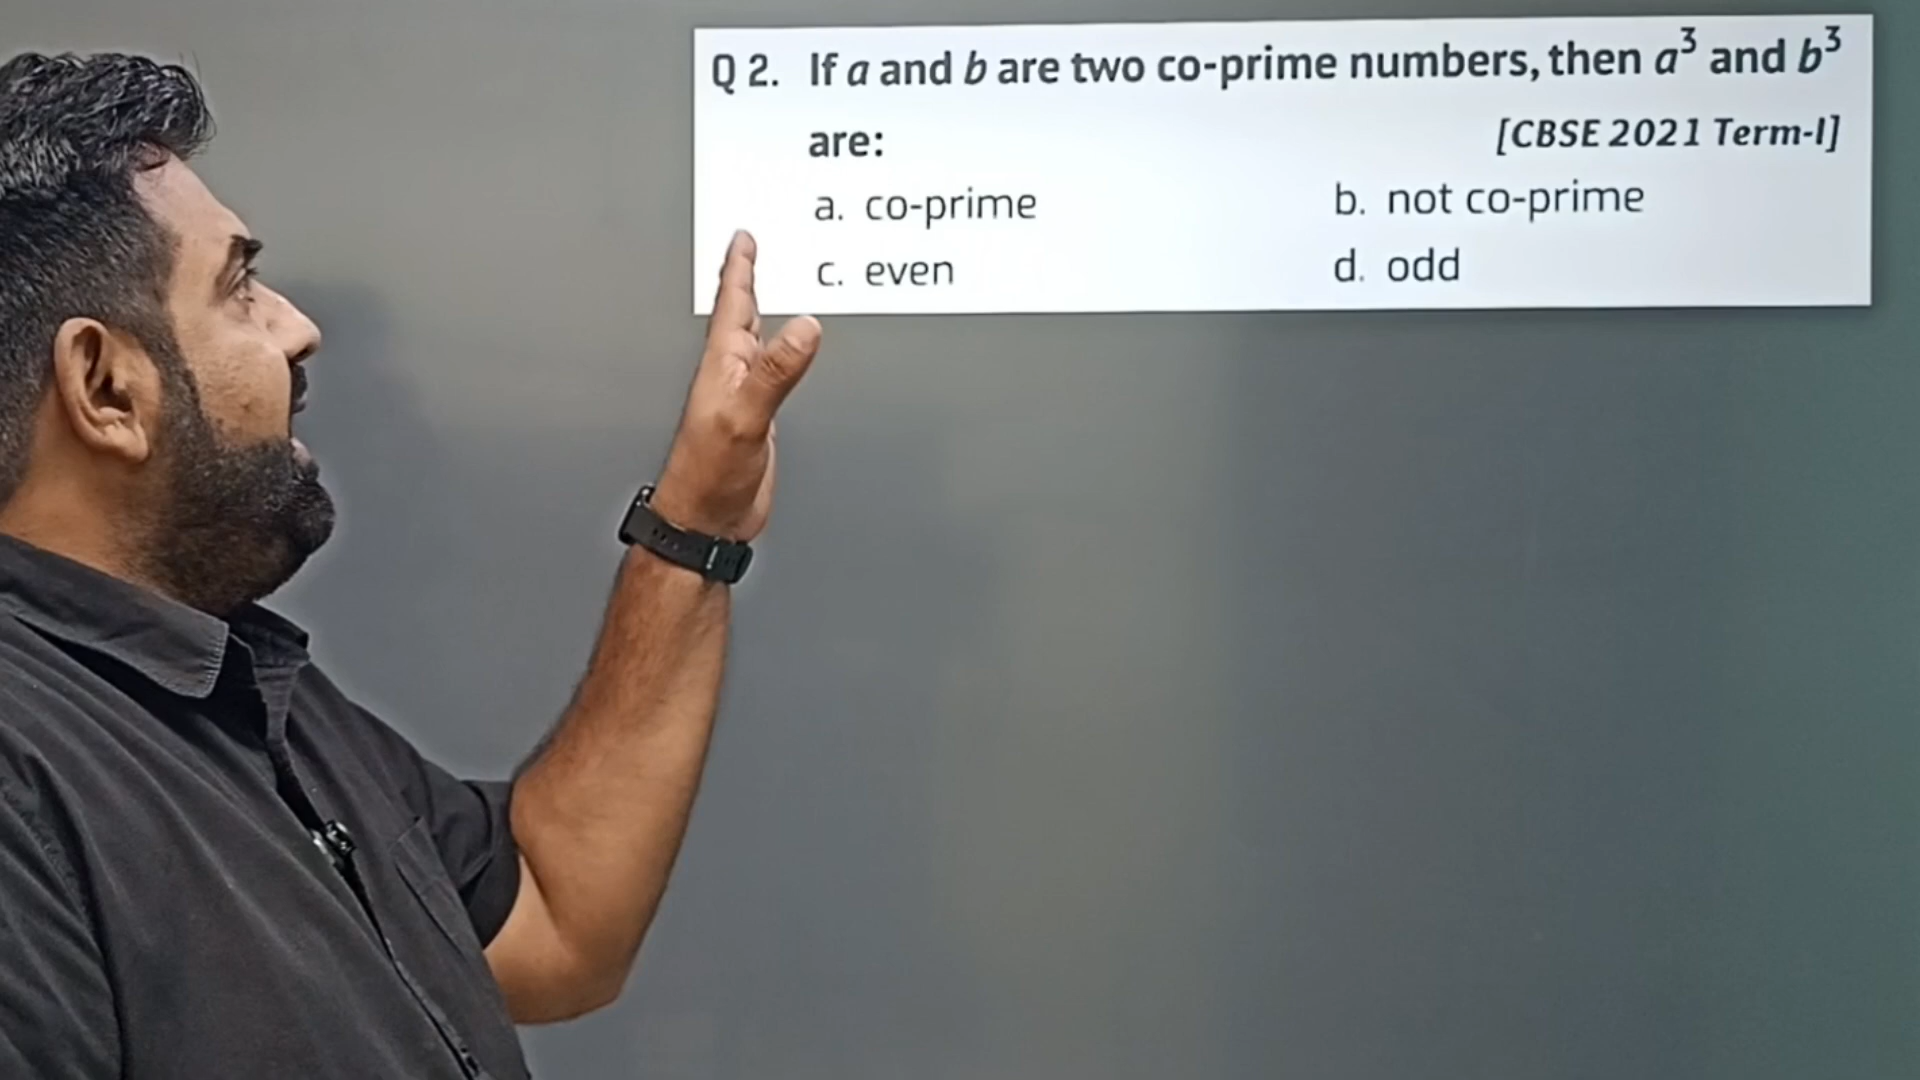 Q 2. If a and b are two co-prime numbers, then a³ and b³
are: [CBSE 2021 Term-I]
a. co-prime b. not co-prime
c. even d. odd